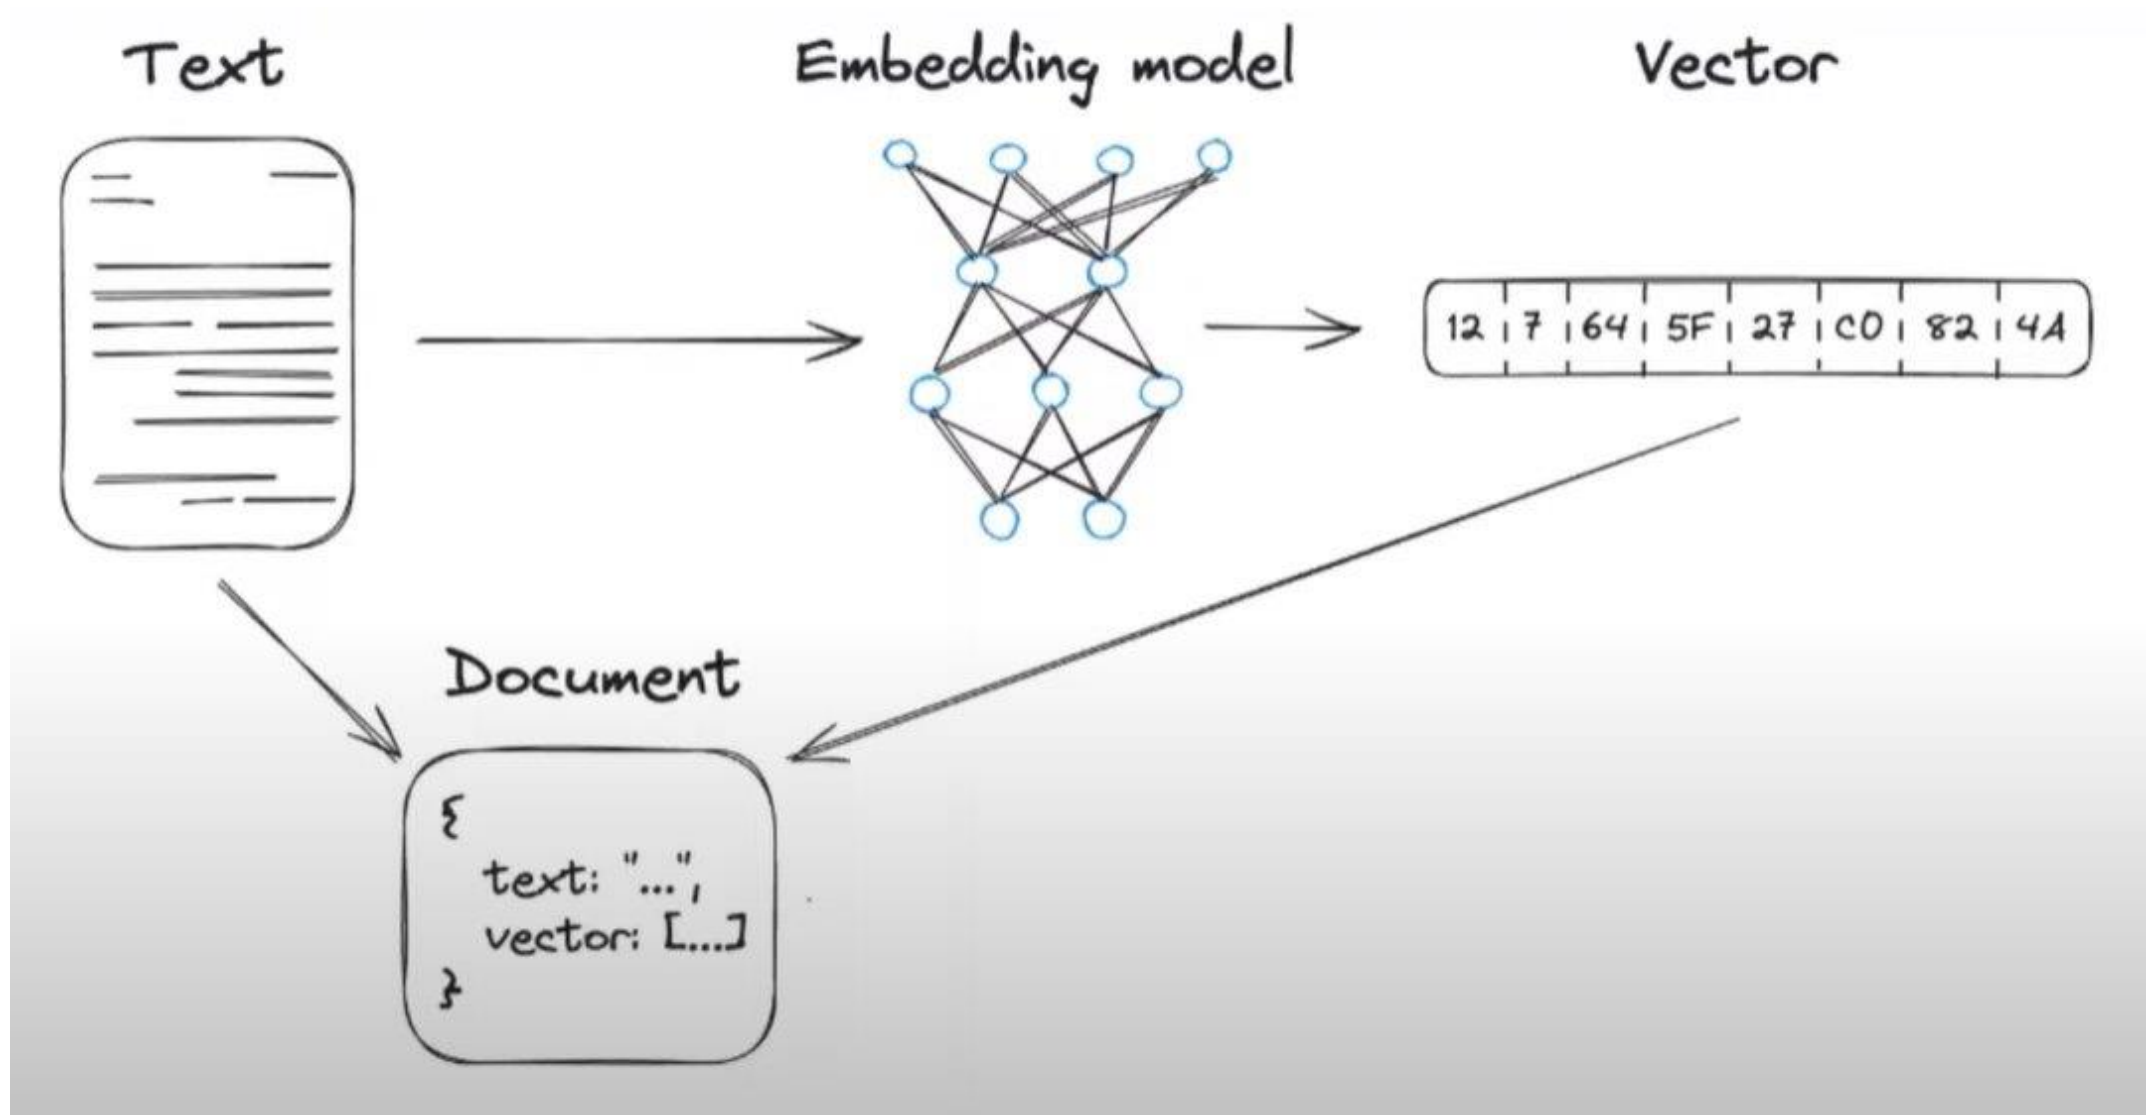 Text
Embedding model
Vector
12 7 64 5F 27 C0 82 4A
Document
{
text: "...",
vector: [....]
}